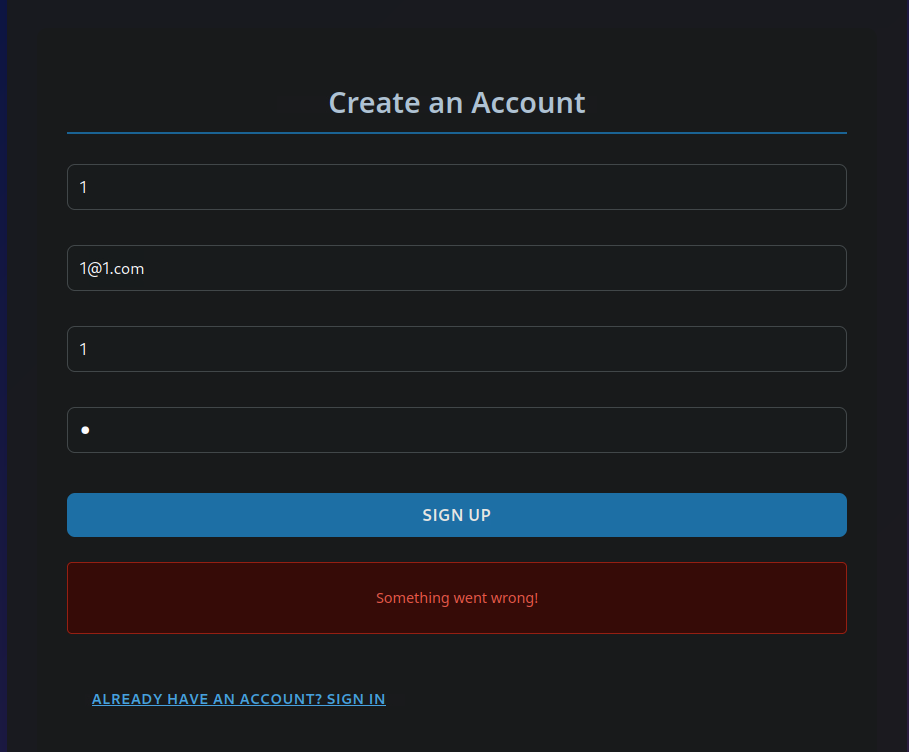 Create an Account
1
1@1.com
1
●
SIGN UP
Something went wrong!
ALREADY HAVE AN ACCOUNT? SIGN IN